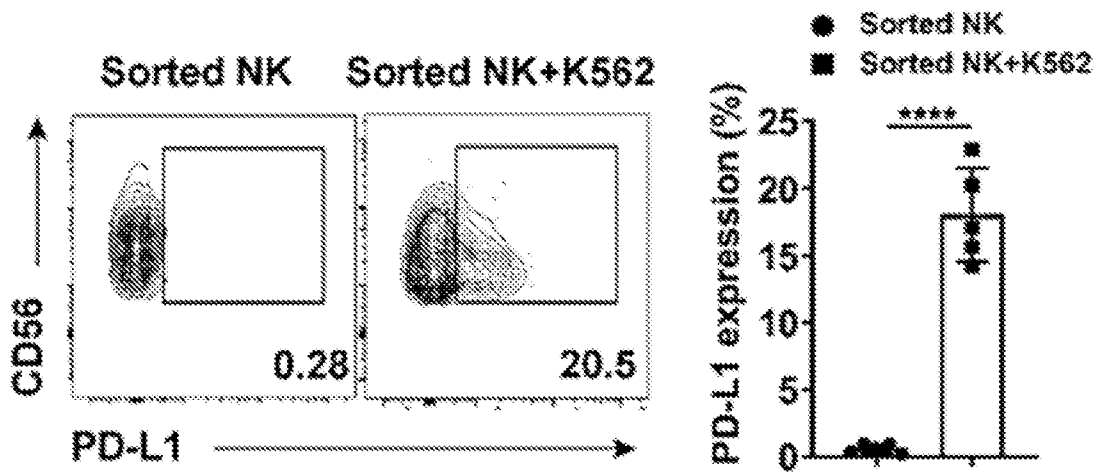 Sorted NK
Sorted NK+K562
CD56
0.28
20.5
PD-L1
Sorted NK
Sorted NK+K562
PD-L1 expression (%)
****
25
20
15
10
5
0